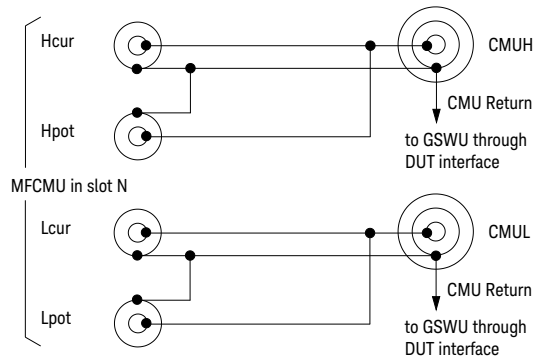 Hcur
CMUH
CMU Return
Hpot
to GSWU through
DUT interface
MFCMU in slot N
Lcur
CMUL
CMU Return
Lpot
to GSWU through
DUT interface